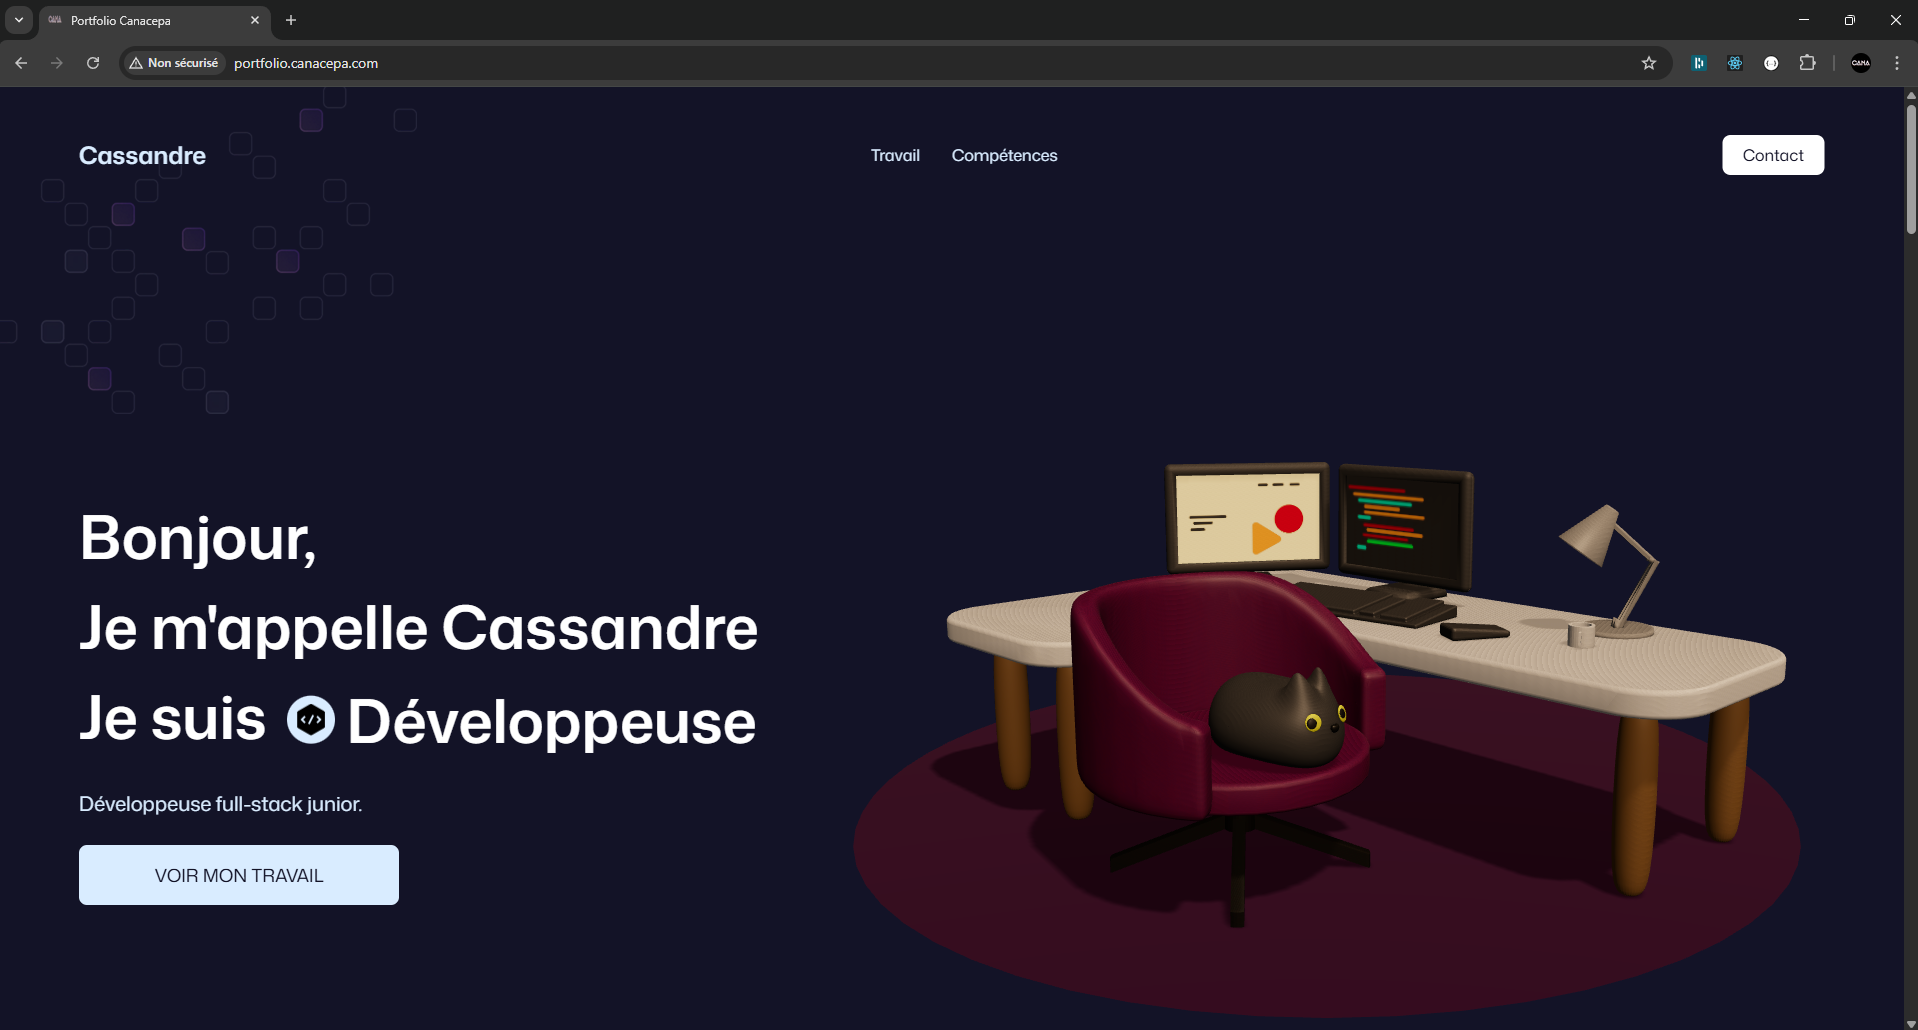 Portfolio Canacepa
Non sécurisé
portfolio.canacepa.com
CANA
Cassandre
Travail
Compétences
Contact
Bonjour,
Je m'appelle Cassandre
Je suis </> Développeuse
Développeuse full-stack junior.
VOIR MON TRAVAIL